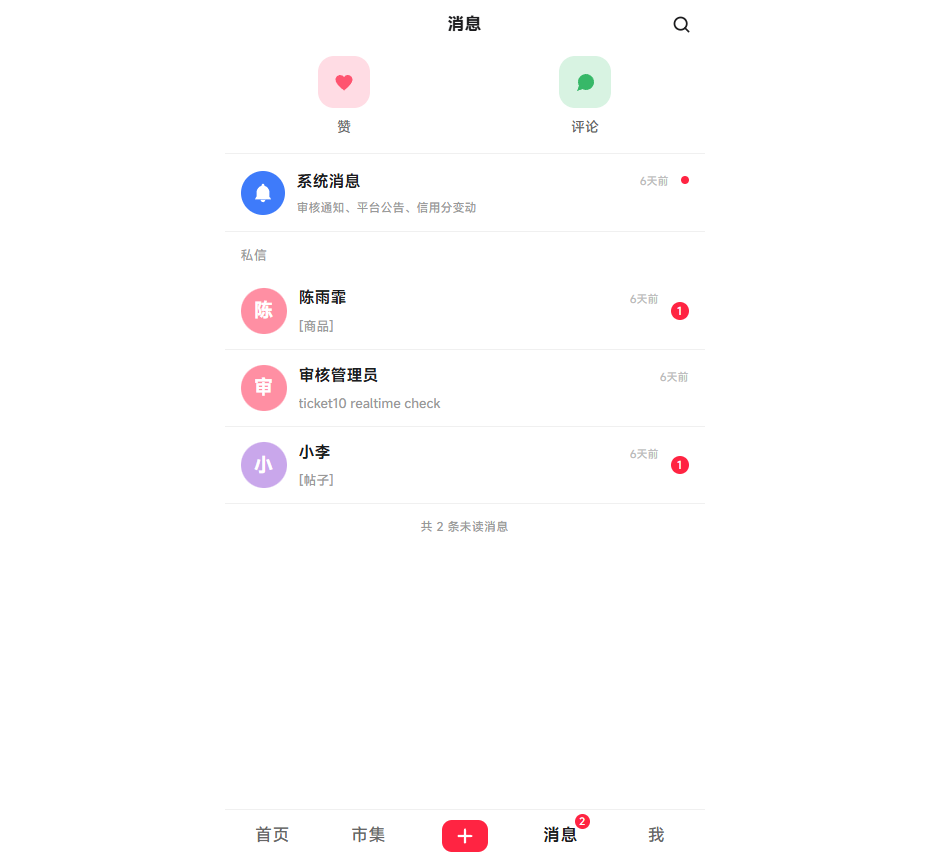 消息
赞
评论
系统消息
6天前
审核通知、平台公告、信用分变动
私信
陈
陈雨霏
6天前
[商品]
1
审
审核管理员
6天前
ticket10 realtime check
小
小李
6天前
[帖子]
1
共 2 条未读消息
首页
市集
消息
2
我